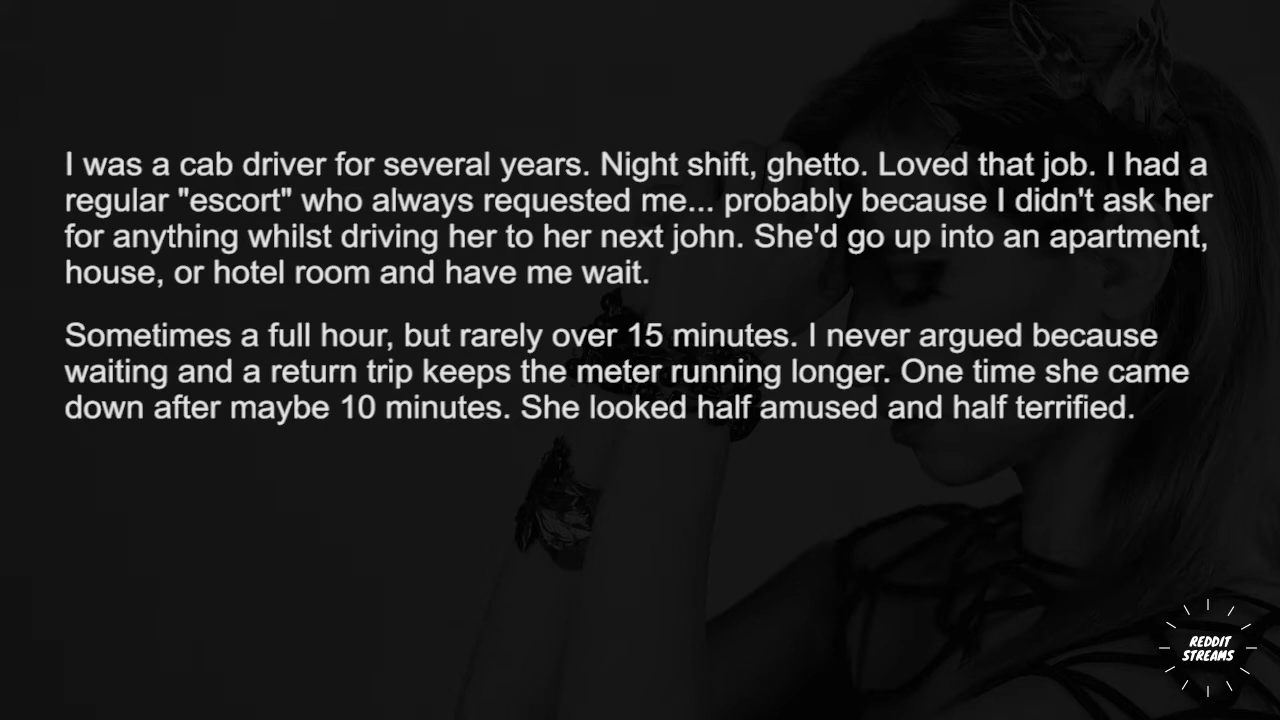 I was a cab driver for several years. Night shift, ghetto. Loved that job. I had a
regular "escort" who always requested me... probably because I didn't ask her
for anything whilst driving her to her next john. She'd go up into an apartment,
house, or hotel room and have me wait.
Sometimes a full hour, but rarely over 15 minutes. I never argued because
waiting and a return trip keeps the meter running longer. One time she came
down after maybe 10 minutes. She looked half amused and half terrified.
REDDIT
STREAMS